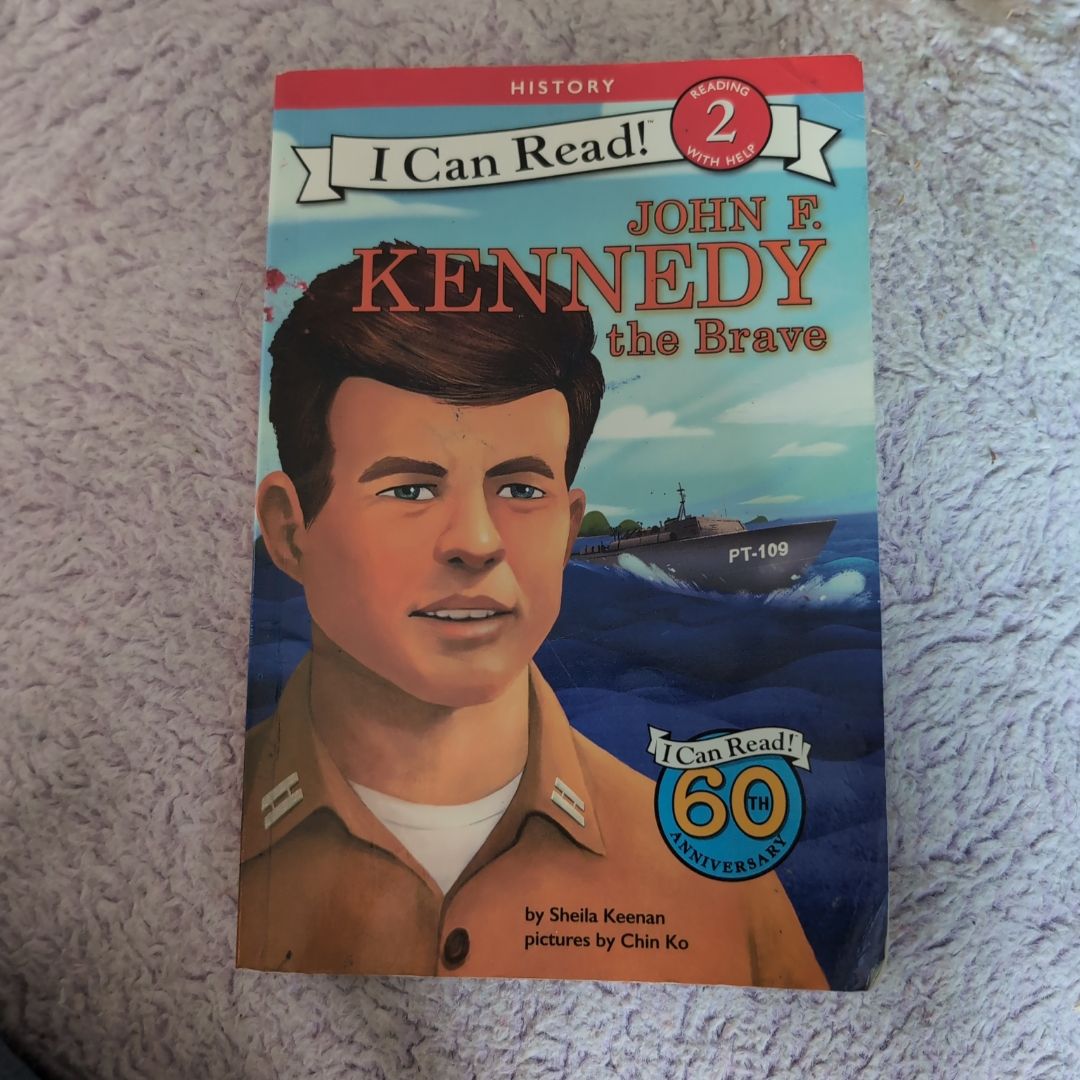 HISTORY
I Can Read!™
READING
2
WITH HELP
JOHN F.
KENNEDY
the Brave
PT-109
I Can Read!
60TH
ANNIVERSARY
by Sheila Keenan
pictures by Chin Ko